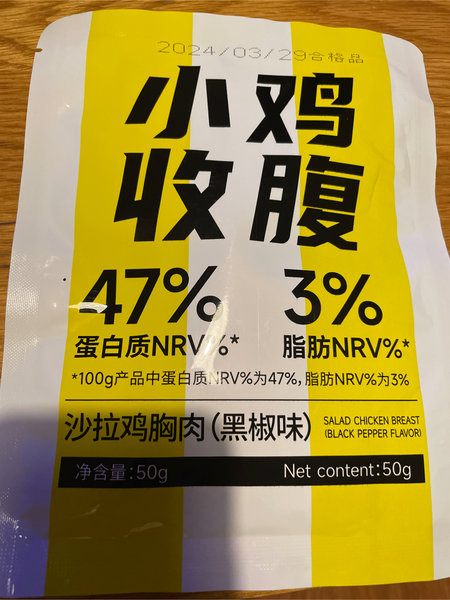 2024/03/29合格品
小鸡
收腹
47% 3%
蛋白质NRV%* 脂肪NRV%*
*100g产品中蛋白质NRV%为47%, 脂肪NRV%为3%
沙拉鸡胸肉(黑椒味) SALAD CHICKEN BREAST
(BLACK PEPPER FLAVOR)
净含量:50g Net content:50g